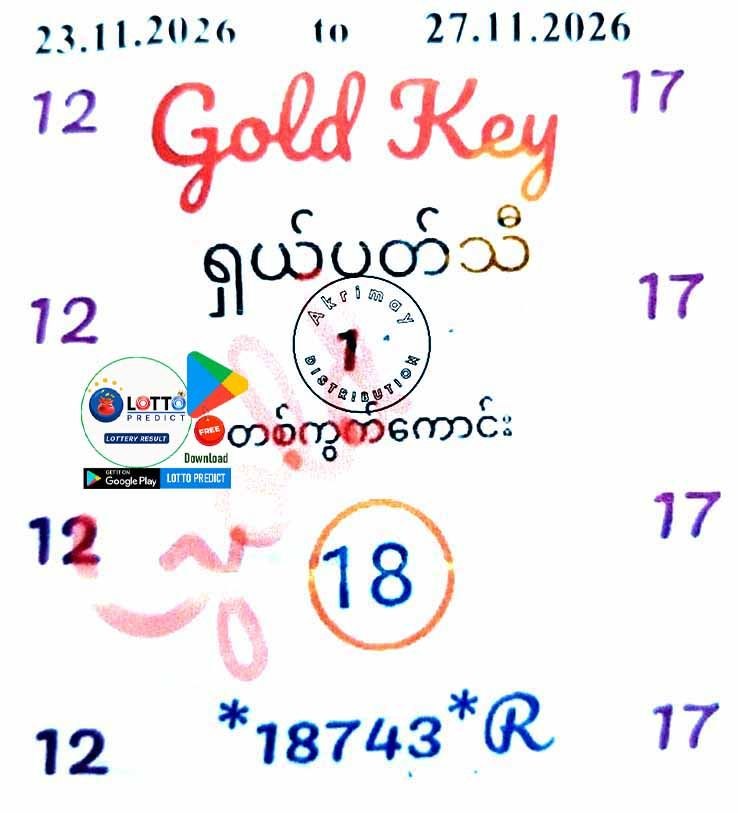 23.11.2026 to 27.11.2026
12 Gold Key 17
ရှယ်ပတ်သီ
12 17
Akrimay
1
DISTRIBUTION
LOTTO
PREDICT
LOTTERY RESULT
FREE
Download
GET IT ON
Google Play LOTTO PREDICT
တစ်ကွက်ကောင်း
12 18 17
12 *18743*R 17